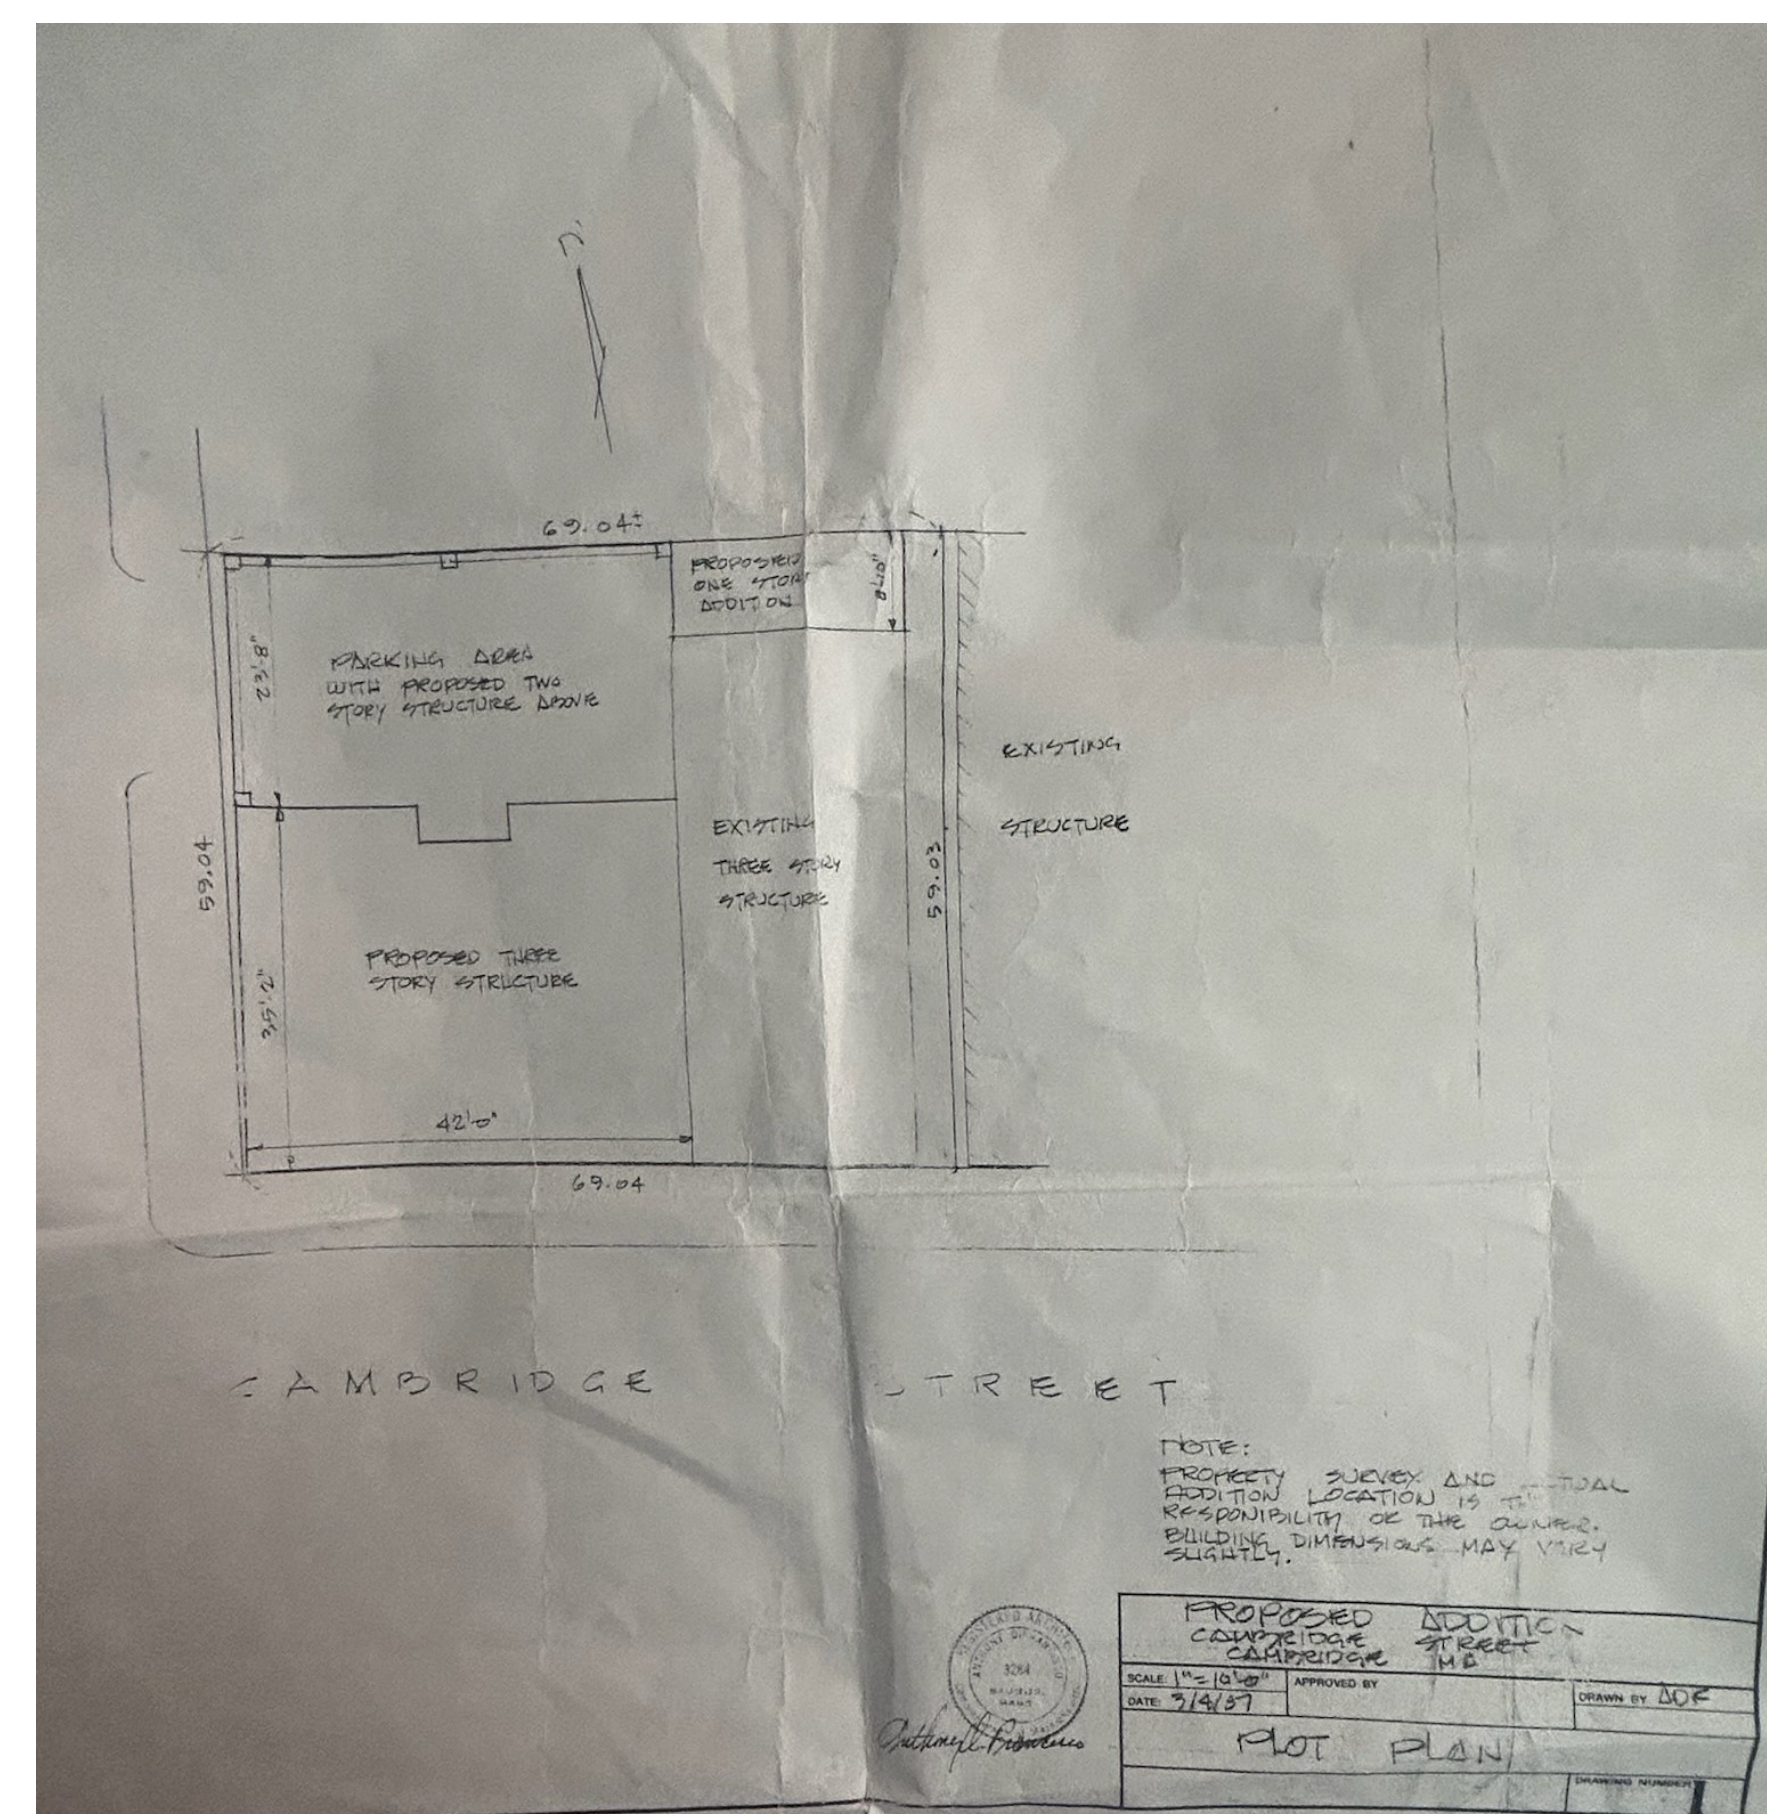 N.
69.04±
PROPOSED
ONE STORY
ADDITION
8'-10"
23'-8"
PARKING AREA
WITH PROPOSED TWO
STORY STRUCTURE ABOVE
EXISTING
STRUCTURE
59.04
EXISTING
THREE STORY
STRUCTURE
59.03
PROPOSED THREE
STORY STRUCTURE
35'-2"
42'-0"
69.04
CAMBRIDGE STREET
NOTE:
PROPERTY SURVEY AND
ADDITION LOCATION IS
RESPONIBILITY OF THE OWNER.
BUILDING DIMENSIONS MAY VARY
SLIGHTLY.
PROPOSED ADDITION
CAMBRIDGE STREET
CAMBRIDGE MA
SCALE: 1"=10'-0"
APPROVED BY
DRAWN BY ADF
DATE: 3/4/87
PLOT PLAN
DRAWING NUMBER
REGISTERED
3284